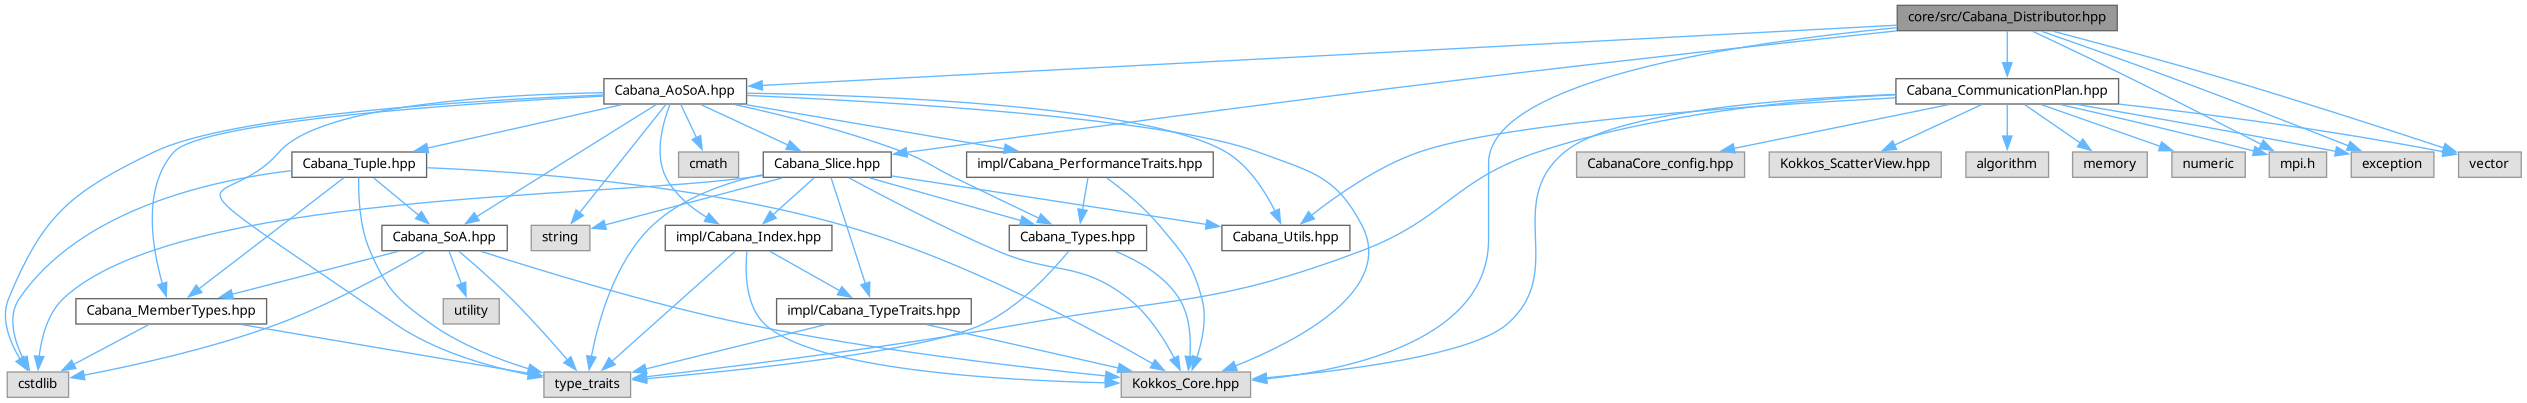 core/src/Cabana_Distributor.hpp
Cabana_AoSoA.hpp
Cabana_CommunicationPlan.hpp
Cabana_Tuple.hpp
cmath
Cabana_Slice.hpp
impl/Cabana_PerformanceTraits.hpp
CabanaCore_config.hpp
Kokkos_ScatterView.hpp
algorithm
memory
numeric
mpi.h
exception
vector
Cabana_SoA.hpp
string
impl/Cabana_Index.hpp
Cabana_Types.hpp
Cabana_Utils.hpp
Cabana_MemberTypes.hpp
utility
impl/Cabana_TypeTraits.hpp
cstdlib
type_traits
Kokkos_Core.hpp